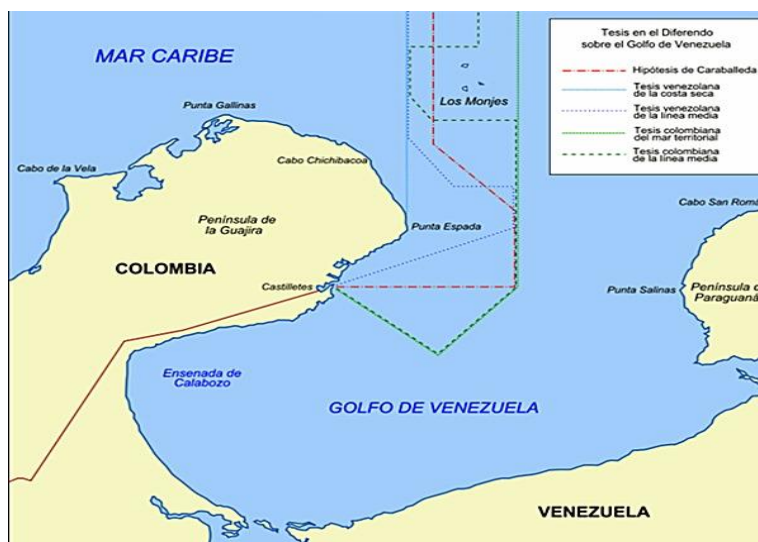 Tesis en el Diferendo
sobre el Golfo de Venezuela
Hipótesis de Caraballeda
Tesis venezolana
de la costa seca
Tesis venezolana
de la línea media
Tesis colombiana
del mar territorial
Tesis colombiana
de la línea media
MAR CARIBE
Los Monjes
Punta Gallinas
Cabo Chichibacoa
Cabo de la Vela
Cabo San Romá
Península de
la Guajira
Punta Espada
COLOMBIA
Castilletes
Punta Salinas
Península d
Paraguaná
Ensenada de
Calabozo
GOLFO DE VENEZUELA
VENEZUELA